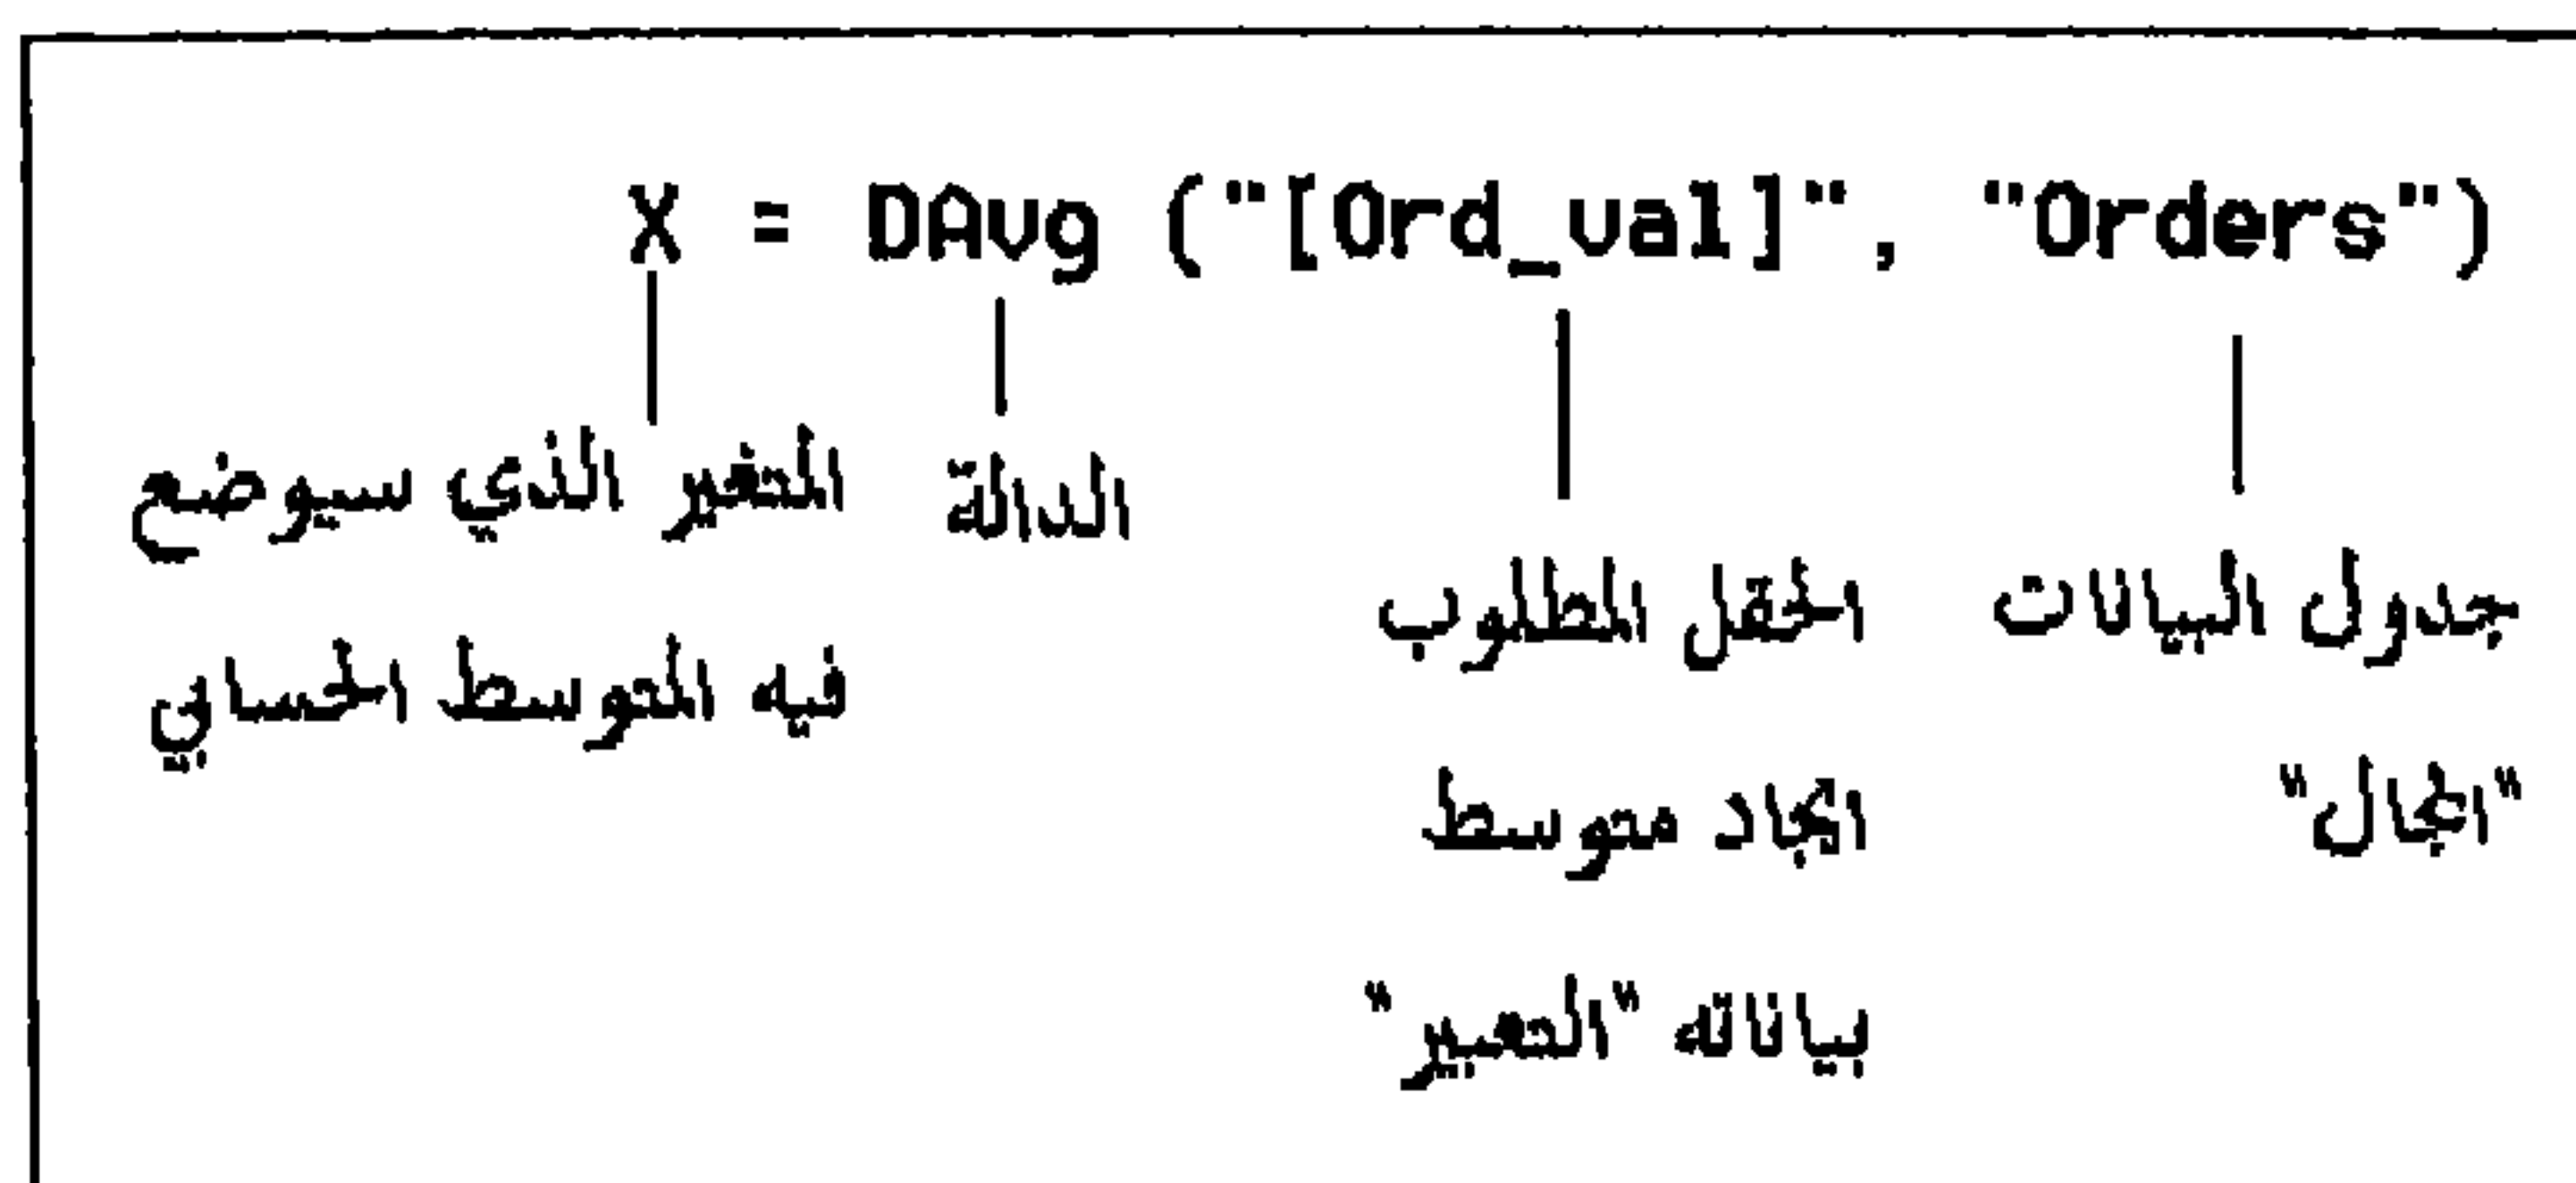 X = DAvg ("[Ord_val]", "Orders")
المتغير الذي سيوضع
فيه المتوسط الحسابي
الدالة
الحقل المطلوب
ايجاد متوسط
بياناته "التعبير"
جدول البيانات
"المجال"